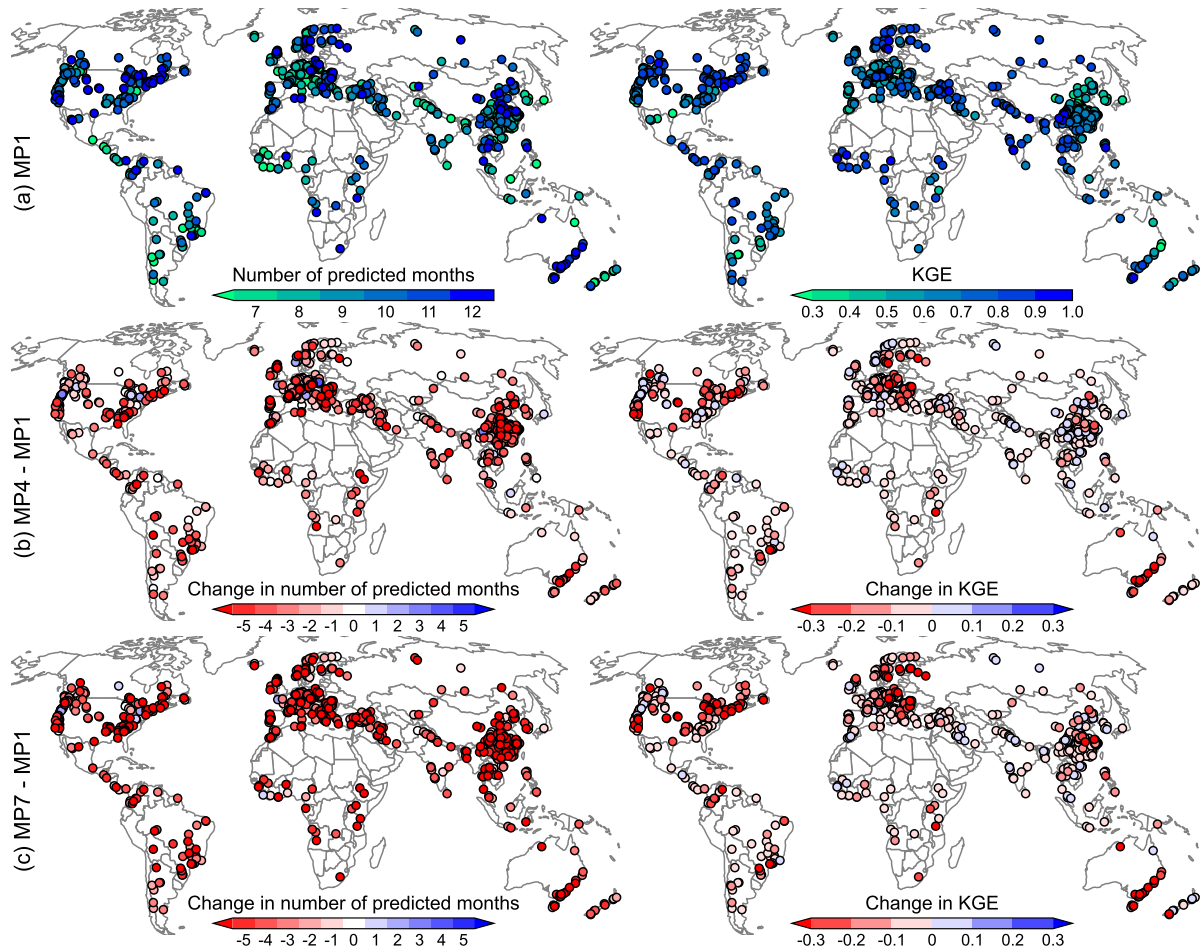 (a) MP1
Number of predicted months
7 8 9 10 11 12
KGE
0.3 0.4 0.5 0.6 0.7 0.8 0.9 1.0
(b) MP4 - MP1
Change in number of predicted months
-5 -4 -3 -2 -1 0 1 2 3 4 5
Change in KGE
-0.3 -0.2 -0.1 0 0.1 0.2 0.3
(c) MP7 - MP1
Change in number of predicted months
-5 -4 -3 -2 -1 0 1 2 3 4 5
Change in KGE
-0.3 -0.2 -0.1 0 0.1 0.2 0.3